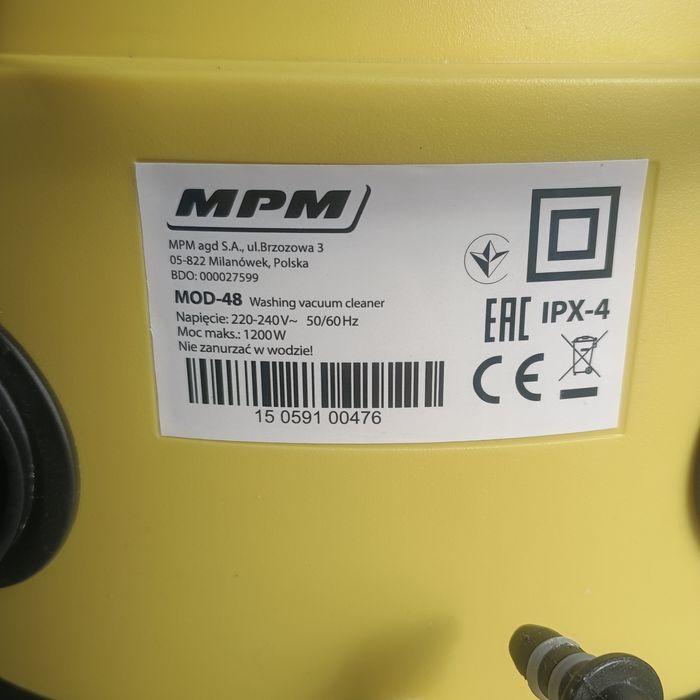 MPM
MPM agd S.A., ul.Brzozowa 3
05-822 Milanówek, Polska
BDO: 000027599
MOD-48 Washing vacuum cleaner
Napięcie: 220-240V~ 50/60Hz
Moc maks.: 1200W
Nie zanurzać w wodzie!
15 0591 00476
EAC IPX-4
CE